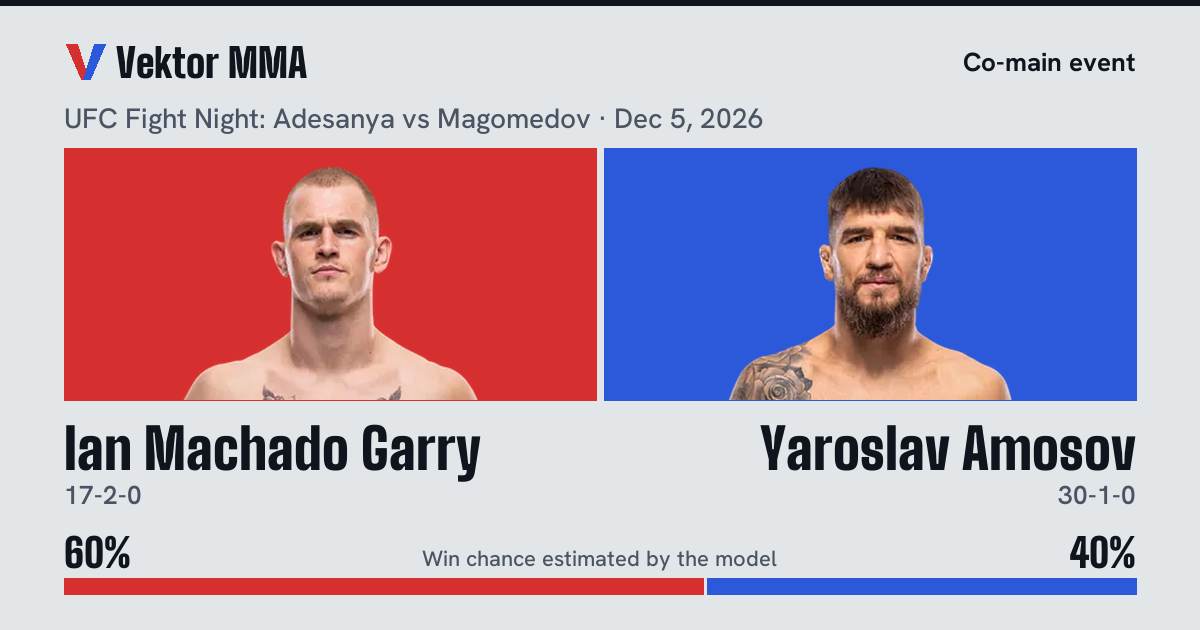 Vektor MMA
Co-main event
UFC Fight Night: Adesanya vs Magomedov · Dec 5, 2026
Ian Machado Garry
Yaroslav Amosov
17-2-0
30-1-0
60%
Win chance estimated by the model
40%